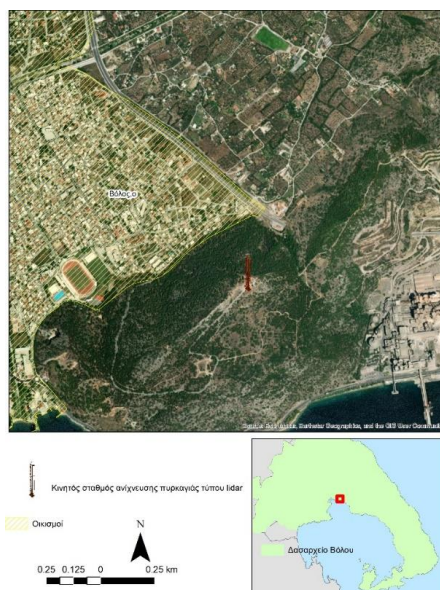 Βόλος,ο
Κινητός σταθμός ανίχνευσης πυρκαγιάς τύπου lidar
Οικισμοί
N
0.25 0.125 0 0.25 km
Δασαρχείο Βόλου